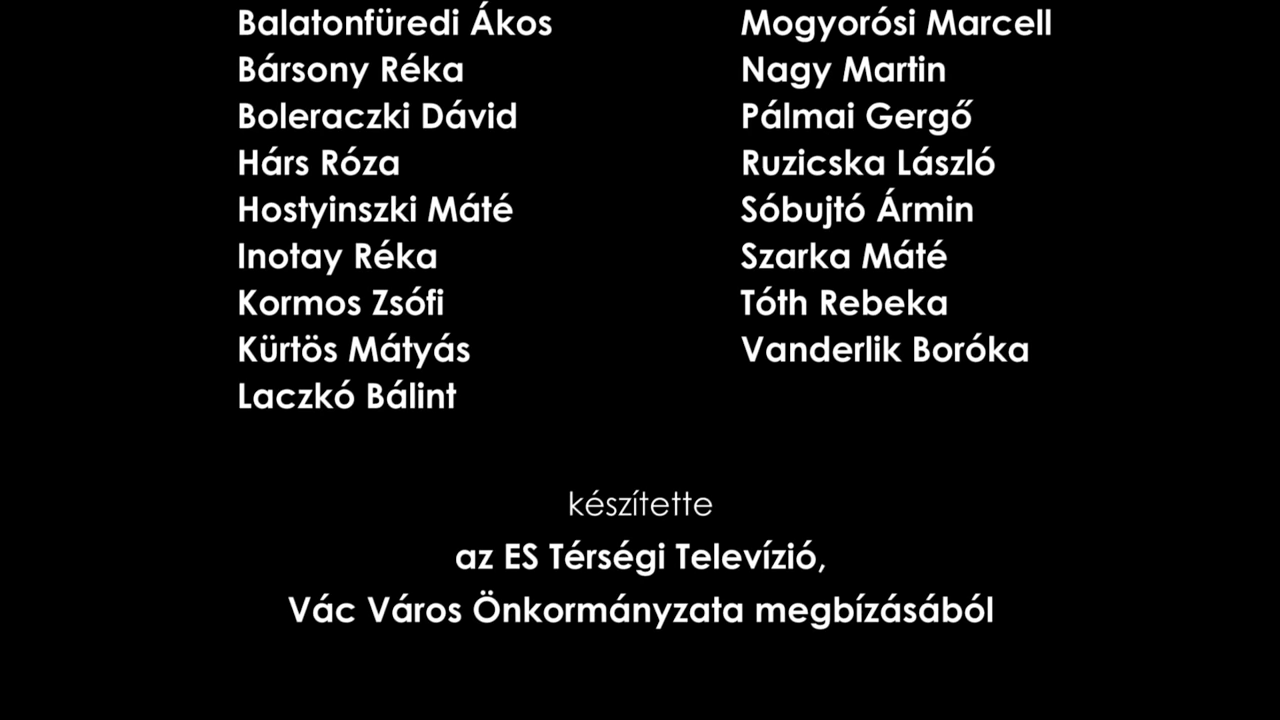 Balatonfüredi Ákos
Bársony Réka
Boleraczki Dávid
Hárs Róza
Hostyinszki Máté
Inotay Réka
Kormos Zsófi
Kürtös Mátyás
Laczkó Bálint
Mogyorósi Marcell
Nagy Martin
Pálmai Gergő
Ruzicska László
Sóbujtó Ármin
Szarka Máté
Tóth Rebeka
Vanderlik Boróka
készítette
az ES Térségi Televízió,
Vác Város Önkormányzata megbízásából